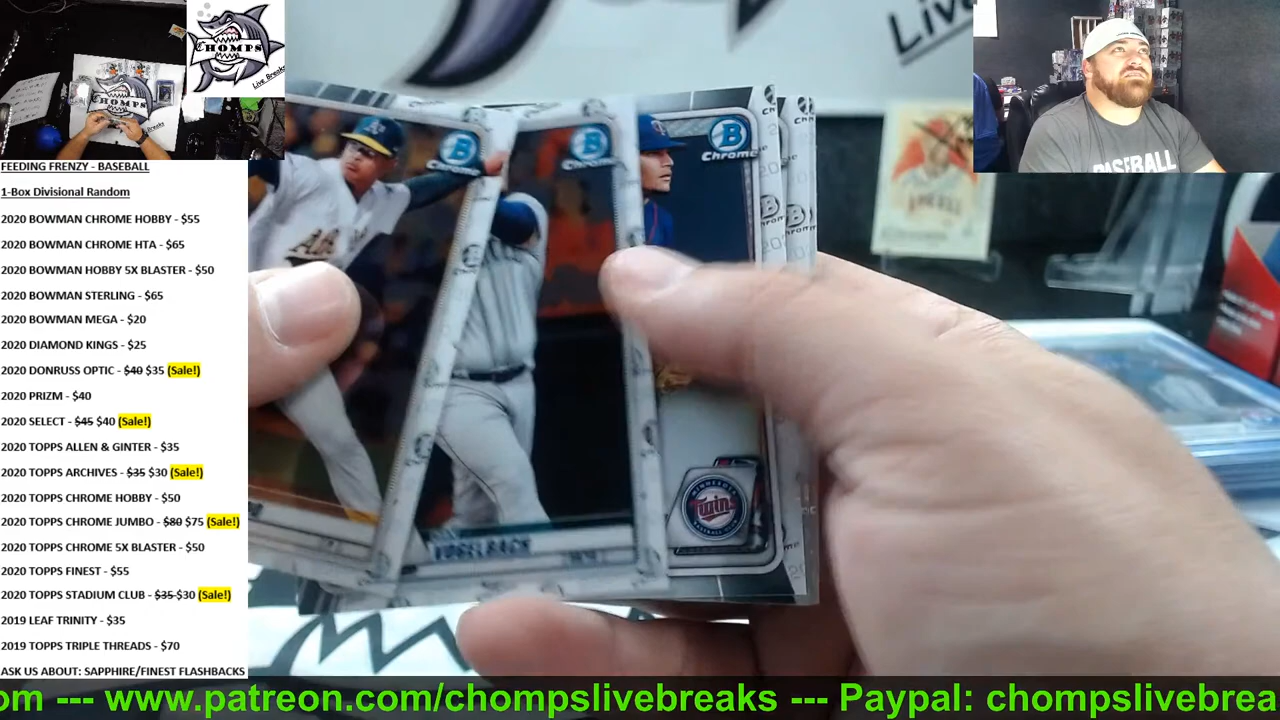 CHOMPS
Live Breaks
CHOMPS
Live
FEEDING FRENZY - BASEBALL
1-Box Divisional Random
2020 BOWMAN CHROME HOBBY - $55
2020 BOWMAN CHROME HTA - $65
2020 BOWMAN HOBBY 5X BLASTER - $50
2020 BOWMAN STERLING - $65
2020 BOWMAN MEGA - $20
2020 DIAMOND KINGS - $25
2020 DONRUSS OPTIC - $40 $35 (Sale!)
2020 PRIZM - $40
2020 SELECT - $45 $40 (Sale!)
2020 TOPPS ALLEN & GINTER - $35
2020 TOPPS ARCHIVES - $35 $30 (Sale!)
2020 TOPPS CHROME HOBBY - $50
2020 TOPPS CHROME JUMBO - $80 $75 (Sale!)
2020 TOPPS CHROME 5X BLASTER - $50
2020 TOPPS FINEST - $55
2020 TOPPS STADIUM CLUB - $35 $30 (Sale!)
2019 LEAF TRINITY - $35
2019 TOPPS TRIPLE THREADS - $70
ASK US ABOUT: SAPPHIRE/FINEST FLASHBACKS
BASEBALL
B
Chrome
B
Chrome
B
Chrome
A's
VOGELBACH
MINNESOTA
Twins
om --- www.patreon.com/chompslivebreaks --- Paypal: chompslivebrea